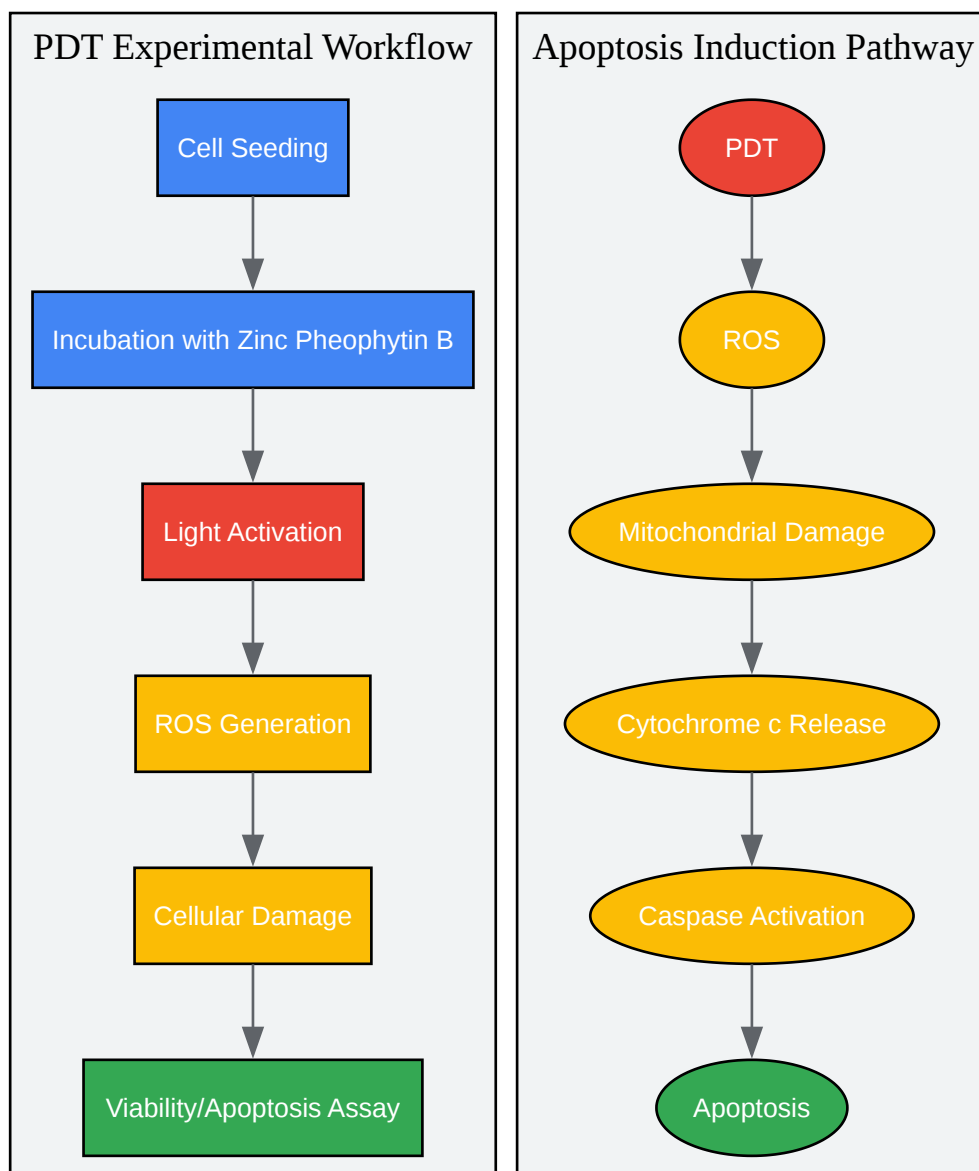 PDT Experimental Workflow
Cell Seeding
Incubation with Zinc Pheophytin B
Light Activation
ROS Generation
Cellular Damage
Viability/Apoptosis Assay
Apoptosis Induction Pathway
PDT
ROS
Mitochondrial Damage
Cytochrome c Release
Caspase Activation
Apoptosis